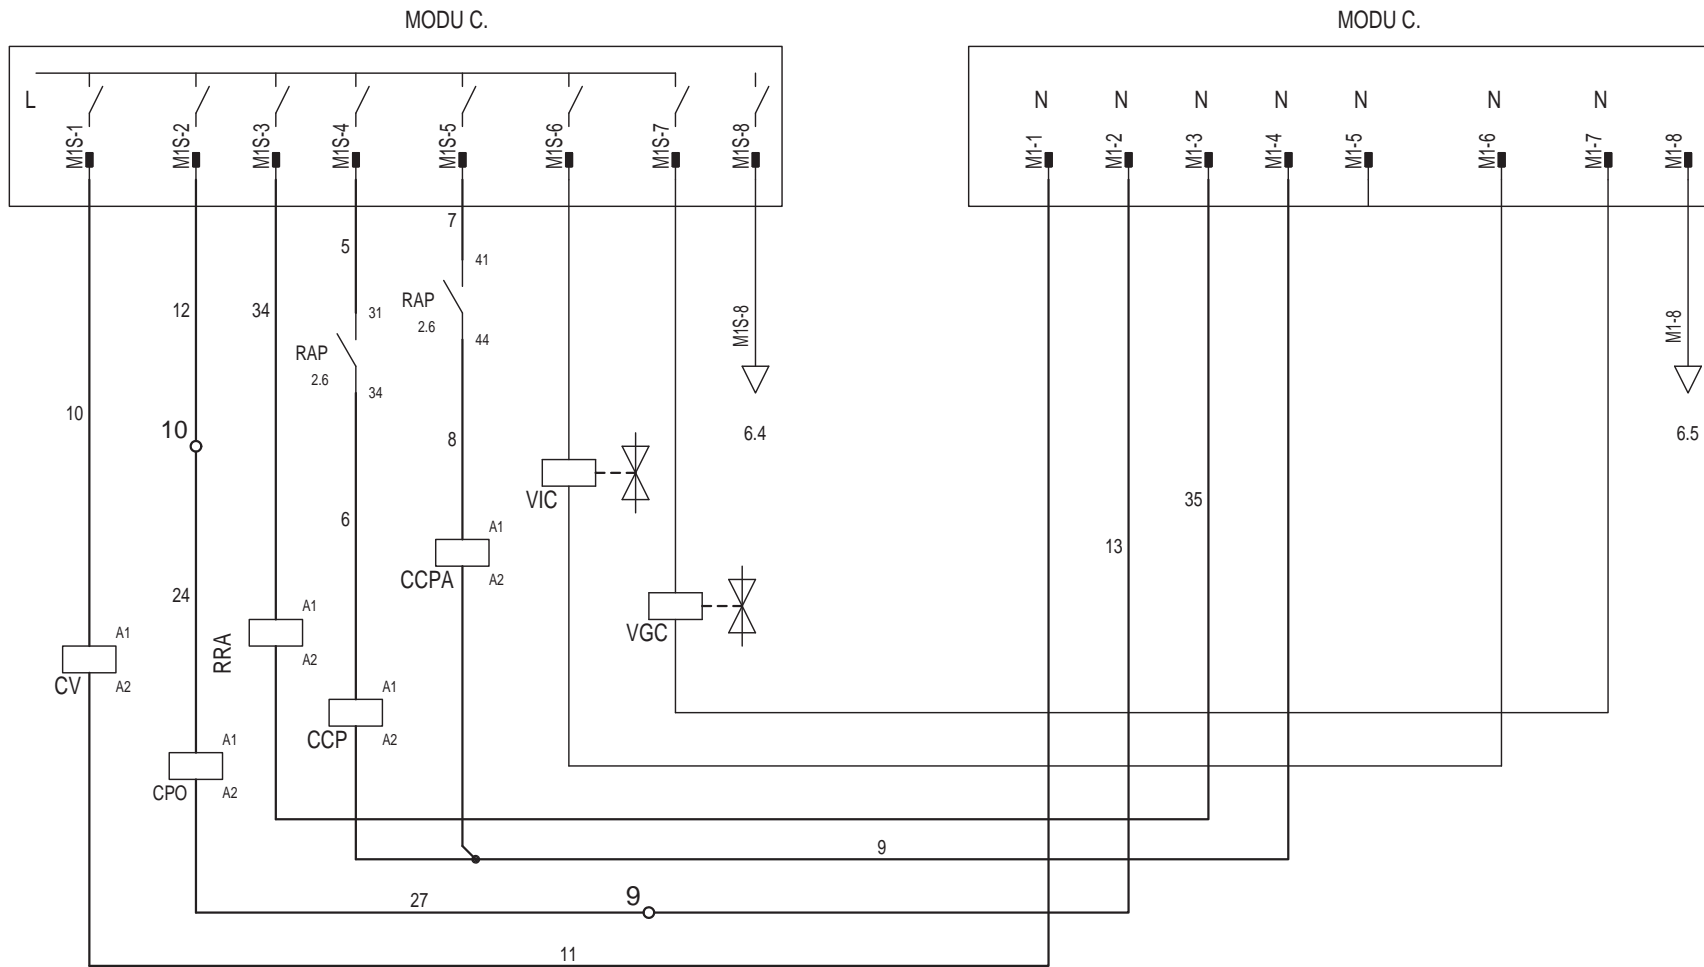 MODU C.
MODU C.
L
N N N N N N N
M1S-1 M1S-2 M1S-3 M1S-4 M1S-5 M1S-6 M1S-7 M1S-8
M1-1 M1-2 M1-3 M1-4 M1-5 M1-6 M1-7 M1-8
7
5
41
12
34
RAP
2.6
31
44
M1S-8
M1-8
RAP
2.6
34
10
10
8
6.4
6.5
VIC
35
6
A1
CCPA
A2
13
24
A1
RRA
A2
VGC
A1
CV
A2
A1
CCP
A2
A1
CPO
A2
9
27
9
11